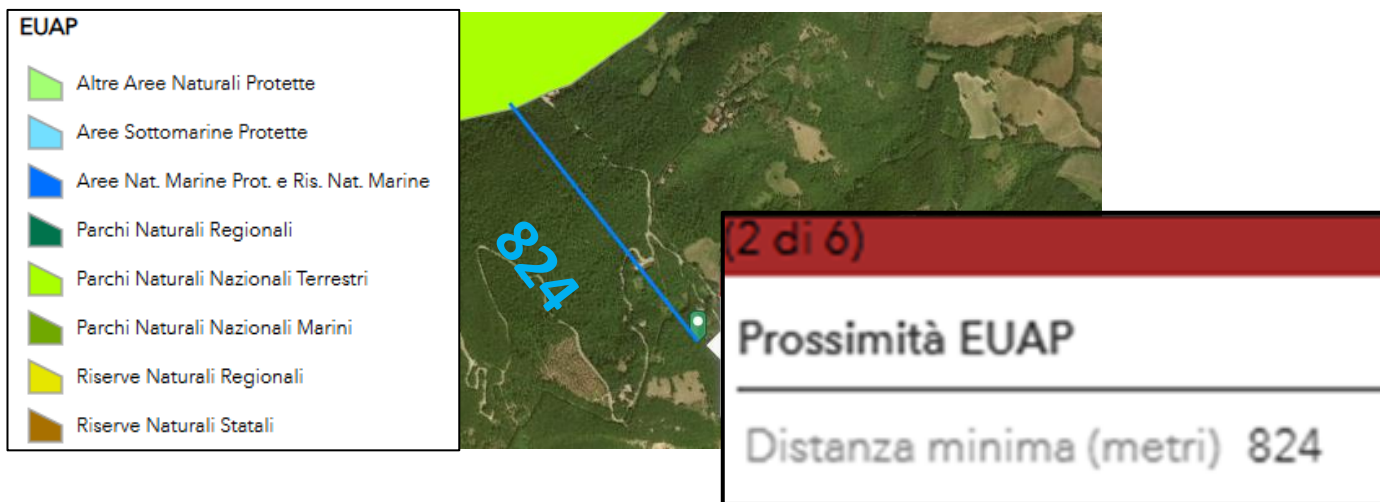 EUAP
Altre Aree Naturali Protette
Aree Sottomarine Protette
Aree Nat. Marine Prot. e Ris. Nat. Marine
Parchi Naturali Regionali
Parchi Naturali Nazionali Terrestri
Parchi Naturali Nazionali Marini
Riserve Naturali Regionali
Riserve Naturali Statali
824
(2 di 6)
Prossimità EUAP
Distanza minima (metri) 824